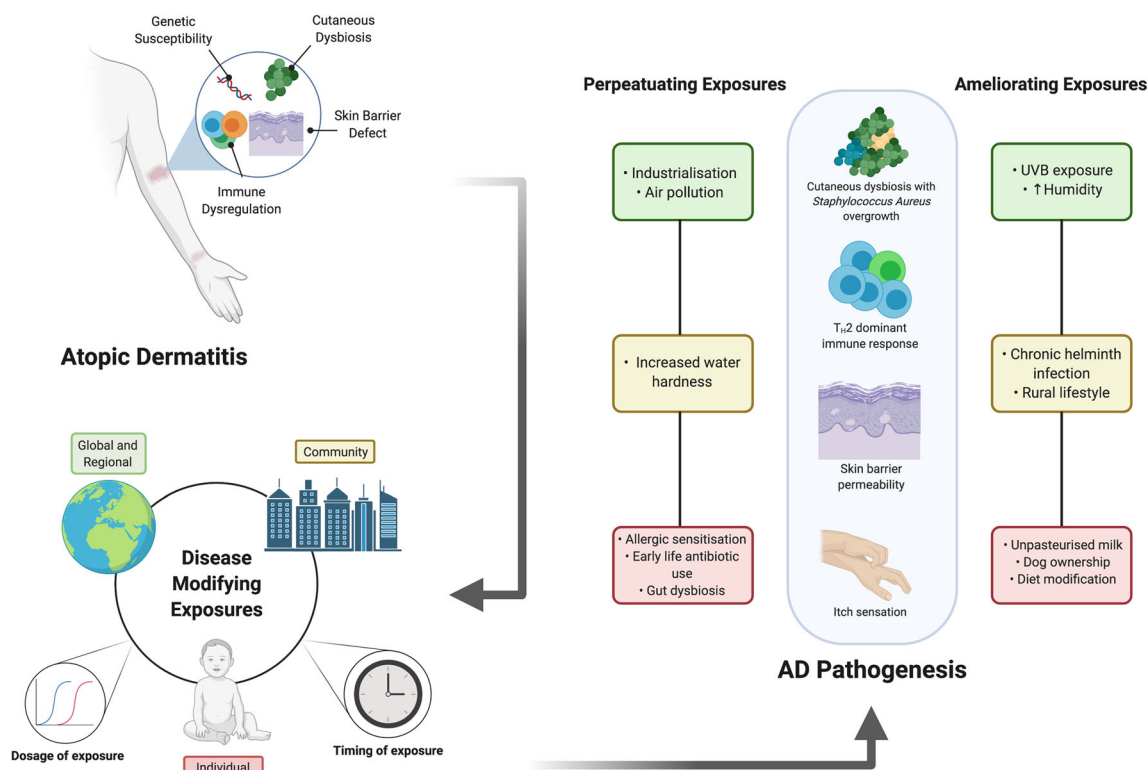 Genetic
Susceptibility
Cutaneous
Dysbiosis
Skin Barrier
Defect
Immune
Dysregulation
Atopic Dermatitis
Global and
Regional
Community
Disease
Modifying
Exposures
Dosage of exposure
Timing of exposure
Individual
Perpeatuating Exposures
• Industrialisation
• Air pollution
• Increased water
hardness
• Allergic sensitisation
• Early life antibiotic
use
• Gut dysbiosis
Cutaneous dysbiosis with
Staphylococcus Aureus
overgrowth
TH2 dominant
immune response
Skin barrier
permeability
Itch sensation
AD Pathogenesis
Ameliorating Exposures
• UVB exposure
• ↑Humidity
• Chronic helminth
infection
• Rural lifestyle
• Unpasteurised milk
• Dog ownership
• Diet modification